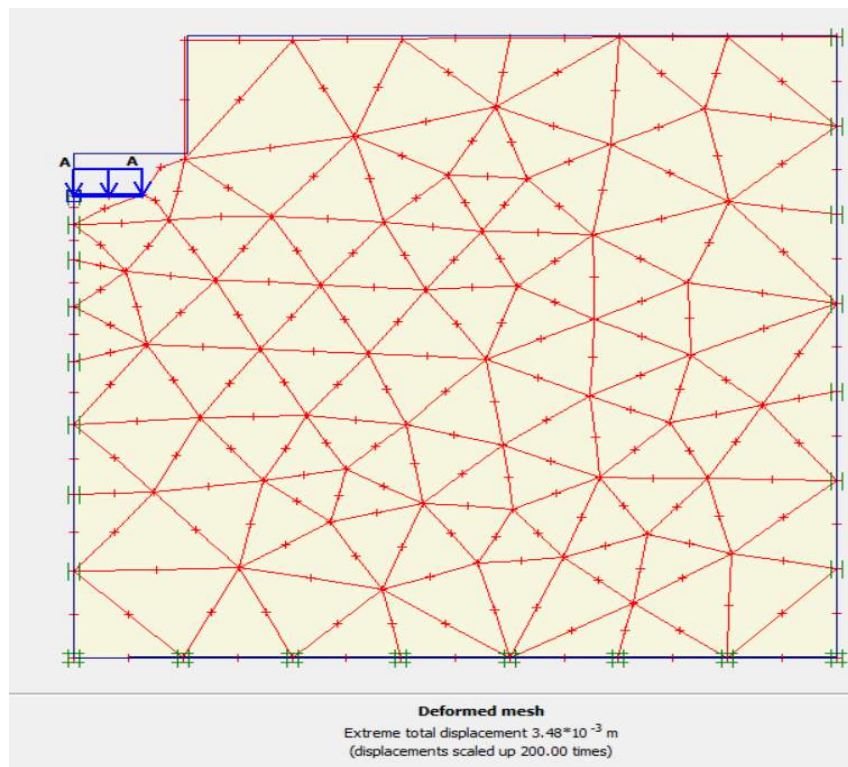 A A
Deformed mesh
Extreme total displacement 3.48*10 -3 m
(displacements scaled up 200.00 times)